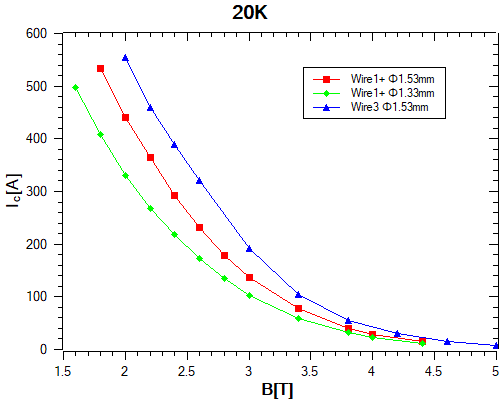 20K
600
500
400
300
200
100
0
I_c[A]
Wire1+ Φ1.53mm
Wire1+ Φ1.33mm
Wire3 Φ1.53mm
1.5 2 2.5 3 3.5 4 4.5 5
B[T]